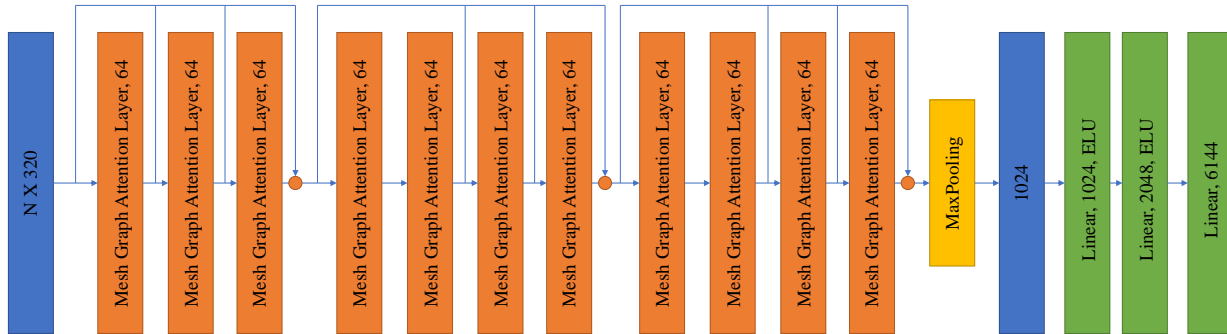 N X 320
Mesh Graph Attention Layer, 64
Mesh Graph Attention Layer, 64
Mesh Graph Attention Layer, 64
Mesh Graph Attention Layer, 64
Mesh Graph Attention Layer, 64
Mesh Graph Attention Layer, 64
Mesh Graph Attention Layer, 64
Mesh Graph Attention Layer, 64
Mesh Graph Attention Layer, 64
Mesh Graph Attention Layer, 64
Mesh Graph Attention Layer, 64
MaxPooling
1024
Linear, 1024, ELU
Linear, 2048, ELU
Linear, 6144